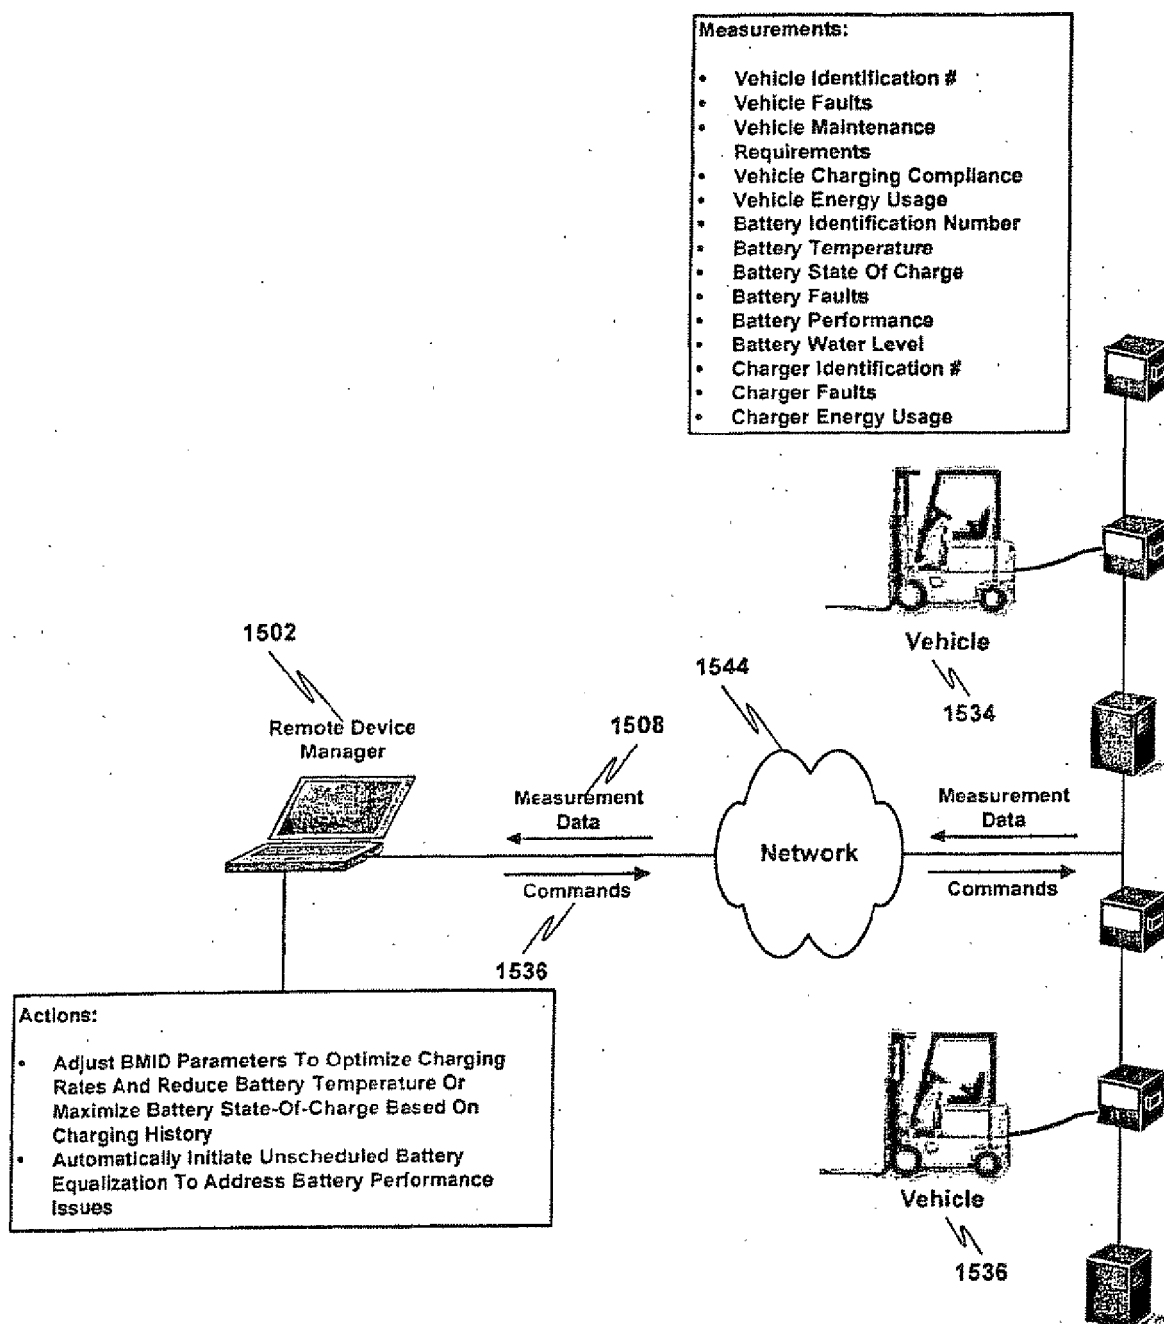 Measurements:
• Vehicle Identification #
• Vehicle Faults
• Vehicle Maintenance
Requirements
• Vehicle Charging Compliance
• Vehicle Energy Usage
• Battery Identification Number
• Battery Temperature
• Battery State Of Charge
• Battery Faults
• Battery Performance
• Battery Water Level
• Charger Identification #
• Charger Faults
• Charger Energy Usage
Vehicle
1534
1502
Remote Device
Manager
1508
1544
Measurement
Data
Commands
1536
Network
Measurement
Data
Commands
Actions:
• Adjust BMID Parameters To Optimize Charging
Rates And Reduce Battery Temperature Or
Maximize Battery State-Of-Charge Based On
Charging History
• Automatically Initiate Unscheduled Battery
Equalization To Address Battery Performance
Issues
Vehicle
1536